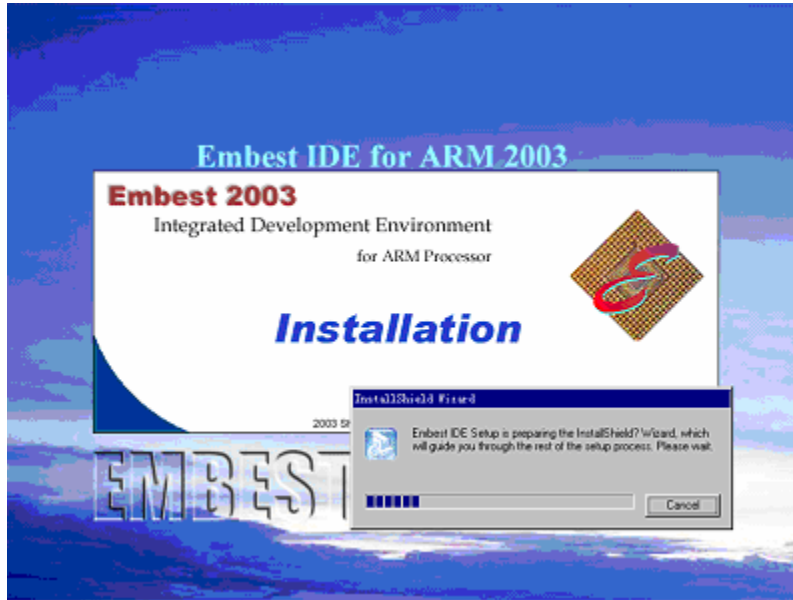 Embest IDE for ARM 2003
Embest 2003
Integrated Development Environment
for ARM Processor
Installation
2003
InstallShield Wizard
Embest IDE Setup is preparing the InstallShield? Wizard, which
will guide you through the rest of the setup process. Please wait.
Cancel
EMBEST